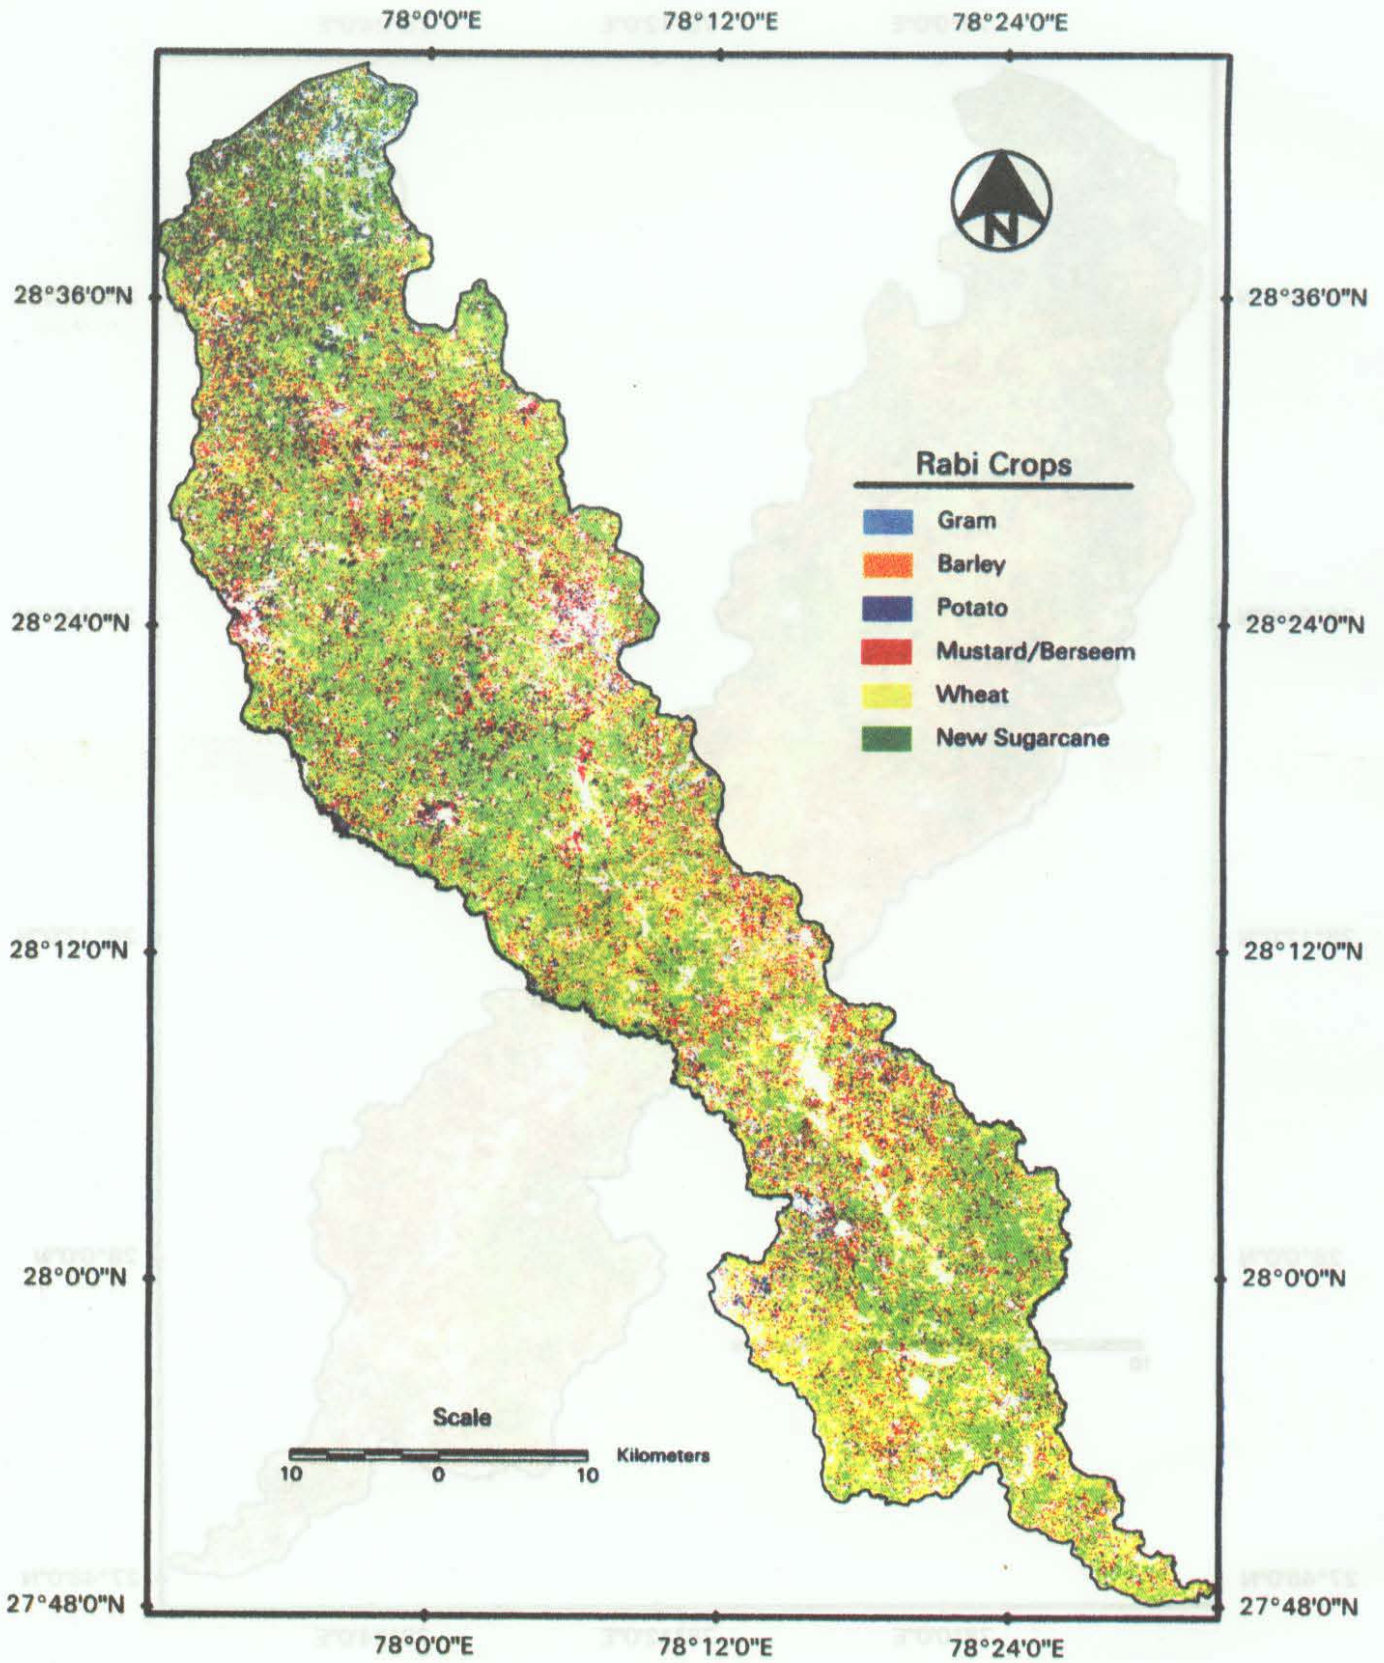 78°0'0"E 78°12'0"E 78°24'0"E
N
28°36'0"N 28°36'0"N
Rabi Crops
Gram
Barley
Potato
28°24'0"N 28°24'0"N
Mustard/Berseem
Wheat
New Sugarcane
28°12'0"N 28°12'0"N
28°0'0"N 28°0'0"N
Scale
Kilometers
10 0 10
27°48'0"N 27°48'0"N
78°0'0"E 78°12'0"E 78°24'0"E